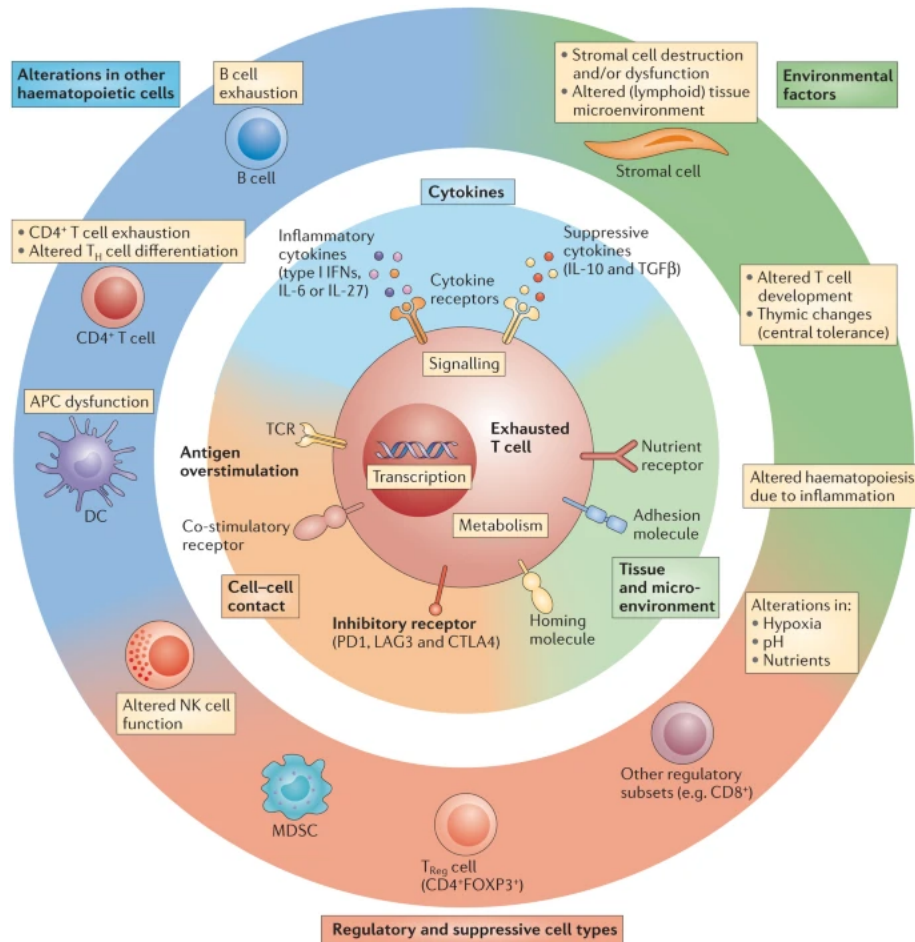 Alterations in other
haematopoietic cells
B cell
exhaustion
B cell
• Stromal cell destruction
and/or dysfunction
• Altered (lymphoid) tissue
microenvironment
Stromal cell
Environmental
factors
• CD4⁺ T cell exhaustion
• Altered T_H cell differentiation
CD4⁺ T cell
Cytokines
Inflammatory
cytokines
(type I IFNs,
IL-6 or IL-27)
Cytokine
receptors
Suppressive
cytokines
(IL-10 and TGFβ)
Signalling
• Altered T cell
development
• Thymic changes
(central tolerance)
APC dysfunction
DC
TCR
Antigen
overstimulation
Transcription
Exhausted
T cell
Nutrient
receptor
Altered haematopoiesis
due to inflammation
Co-stimulatory
receptor
Metabolism
Adhesion
molecule
Cell–cell
contact
Inhibitory receptor
(PD1, LAG3 and CTLA4)
Homing
molecule
Tissue
and micro-
environment
Alterations in:
• Hypoxia
• pH
• Nutrients
Altered NK cell
function
MDSC
T_Reg cell
(CD4⁺FOXP3⁺)
Other regulatory
subsets (e.g. CD8⁺)
Regulatory and suppressive cell types